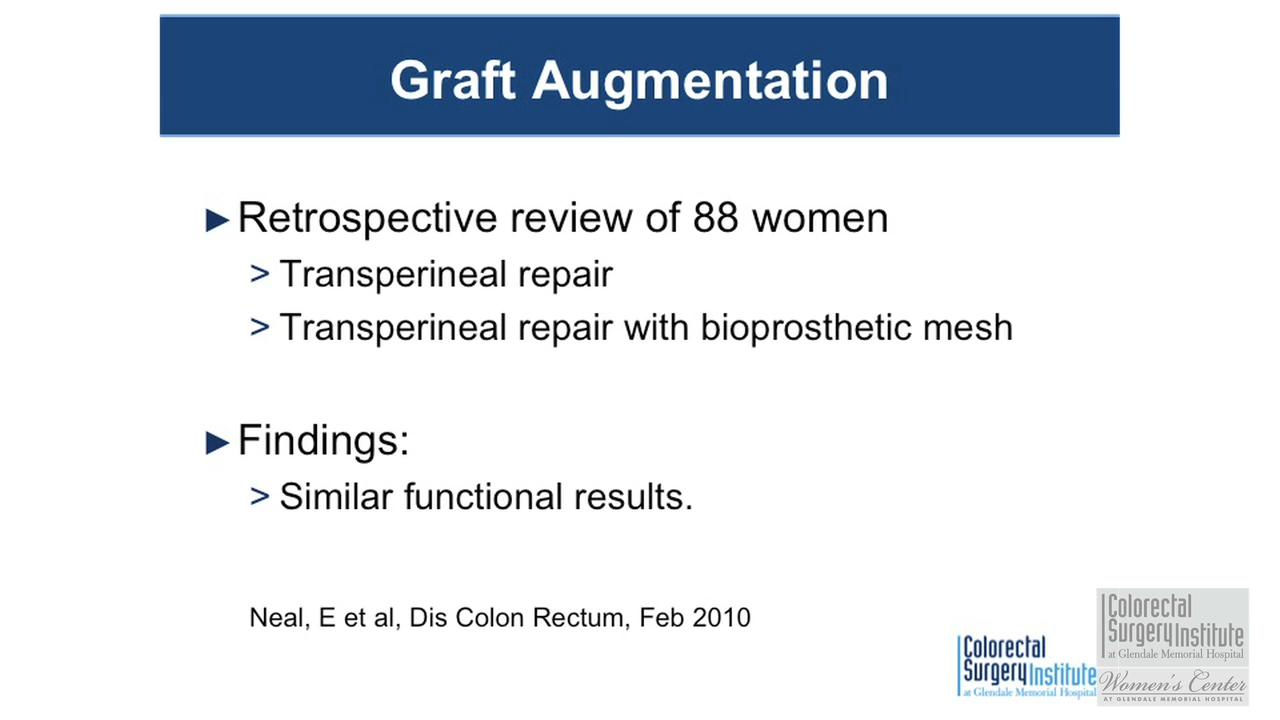 Graft Augmentation
►Retrospective review of 88 women
> Transperineal repair
> Transperineal repair with bioprosthetic mesh
►Findings:
> Similar functional results.
Neal, E et al, Dis Colon Rectum, Feb 2010
Colorectal
Surgery Institute
at Glendale Memorial Hospital
Colorectal
Surgery Institute
at Glendale Memorial Hospital
Women's Center
AT GLENDALE MEMORIAL HOSPITAL